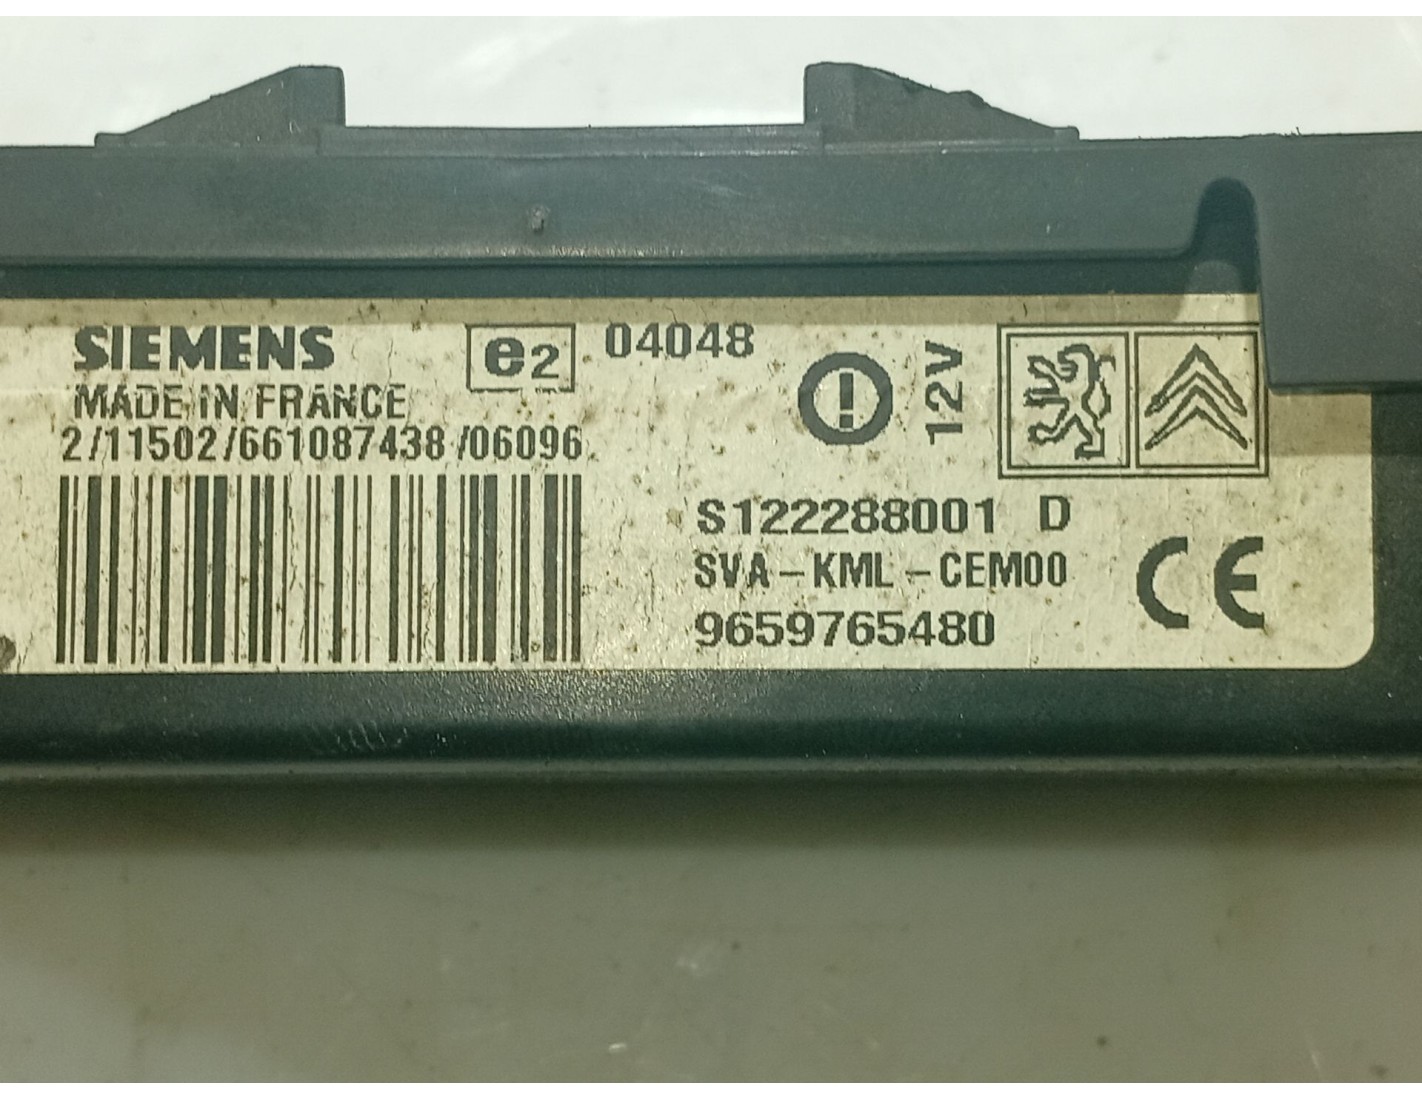 SIEMENS
e2 04048
MADE IN FRANCE
2/11502/661087438/06096
12V
S122288001 D
SVA-KML-CEM00
9659765480
CE